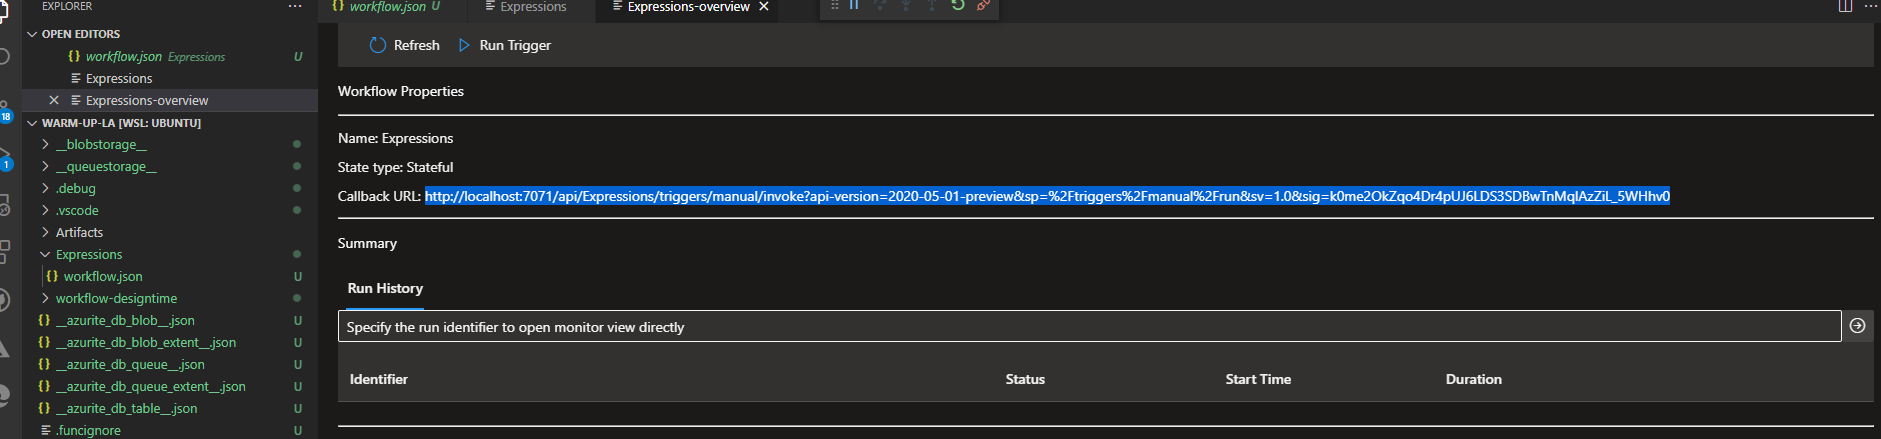 EXPLORER
workflow.json U
Expressions
Expressions-overview
OPEN EDITORS
workflow.json Expressions U
Expressions
Expressions-overview
WARM-UP-LA [WSL: UBUNTU]
__blobstorage__
__queuestorage__
.debug
.vscode
Artifacts
Expressions
workflow.json U
workflow-designtime
__azurite_db_blob__.json U
__azurite_db_blob_extent__.json U
__azurite_db_queue__.json U
__azurite_db_queue_extent__.json U
__azurite_db_table__.json U
.funcignore U
18
1
Refresh
Run Trigger
Workflow Properties
Name: Expressions
State type: Stateful
Callback URL: http://localhost:7071/api/Expressions/triggers/manual/invoke?api-version=2020-05-01-preview&sp=%2Ftriggers%2Fmanual%2Frun&sv=1.0&sig=k0me2OkZqo4Dr4pUJ6LDS3SDBwTnMqlAzZiL_5WHhv0
Summary
Run History
Specify the run identifier to open monitor view directly
Identifier Status Start Time Duration